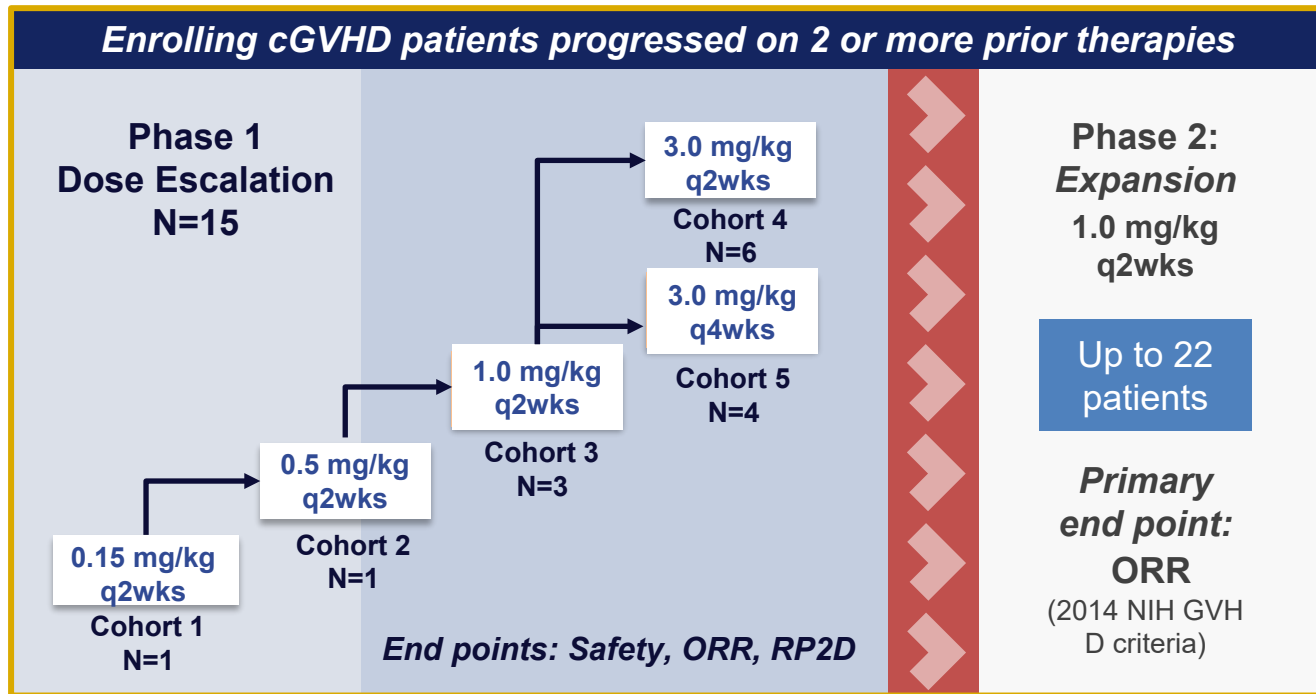 Enrolling cGVHD patients progressed on 2 or more prior therapies
Phase 1
Dose Escalation
N=15
0.15 mg/kg
q2wks
Cohort 1
N=1
0.5 mg/kg
q2wks
Cohort 2
N=1
1.0 mg/kg
q2wks
Cohort 3
N=3
3.0 mg/kg
q2wks
Cohort 4
N=6
3.0 mg/kg
q4wks
Cohort 5
N=4
End points: Safety, ORR, RP2D
Phase 2:
Expansion
1.0 mg/kg
q2wks
Up to 22
patients
Primary
end point:
ORR
(2014 NIH GVH
D criteria)